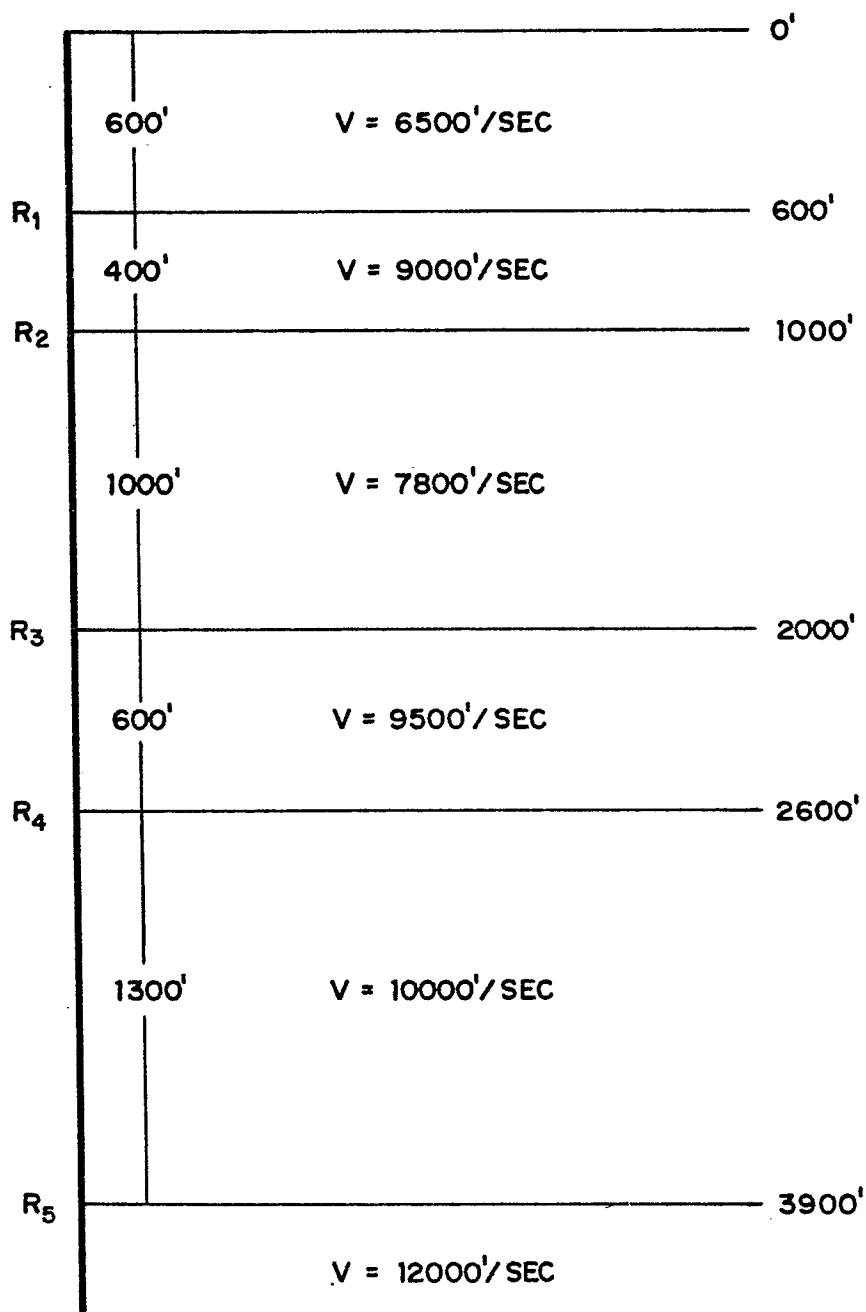 0'
600' V = 6500'/SEC
R1 600'
400' V = 9000'/SEC
R2 1000'
1000' V = 7800'/SEC
R3 2000'
600' V = 9500'/SEC
R4 2600'
1300' V = 10000'/SEC
R5 3900'
V = 12000'/SEC